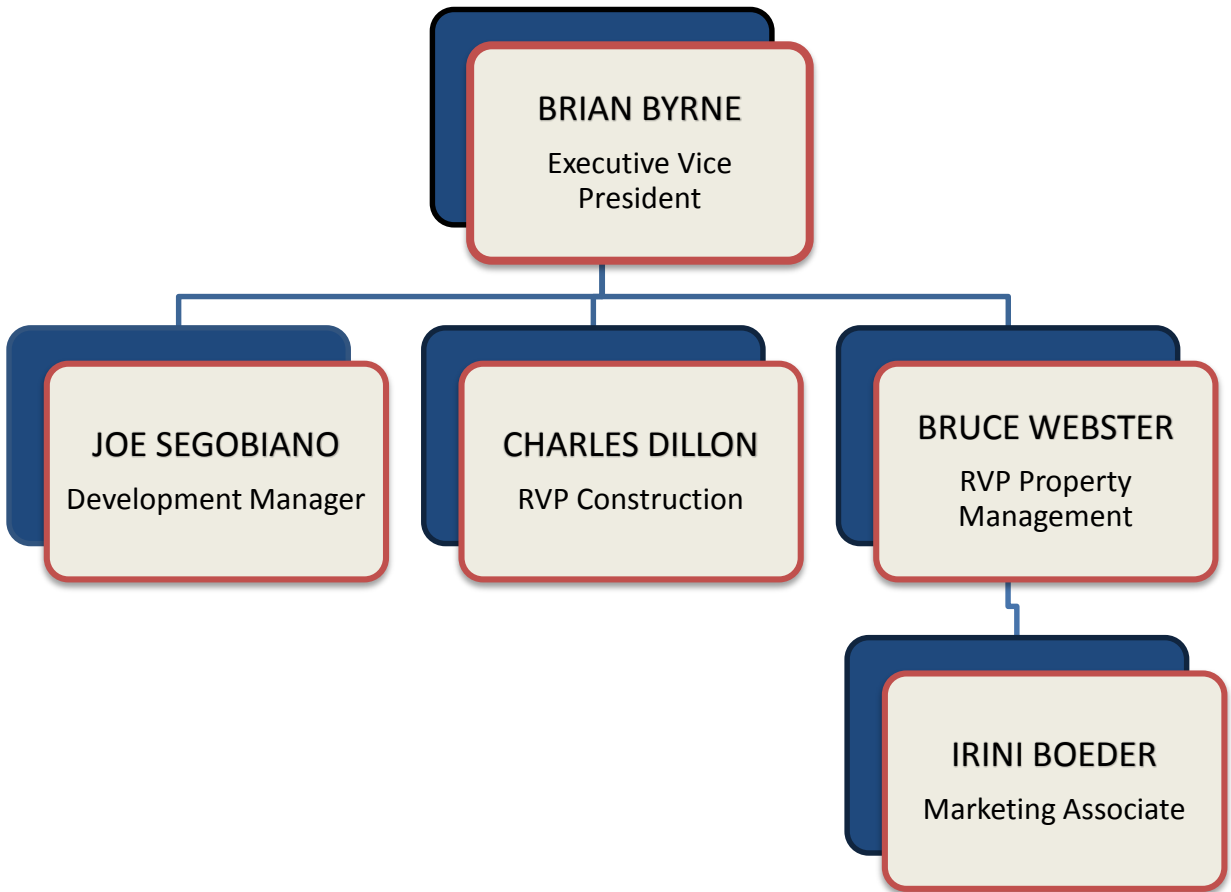 BRIAN BYRNE
Executive Vice
President
JOE SEGOBIANO
Development Manager
CHARLES DILLON
RVP Construction
BRUCE WEBSTER
RVP Property
Management
IRINI BOEDER
Marketing Associate